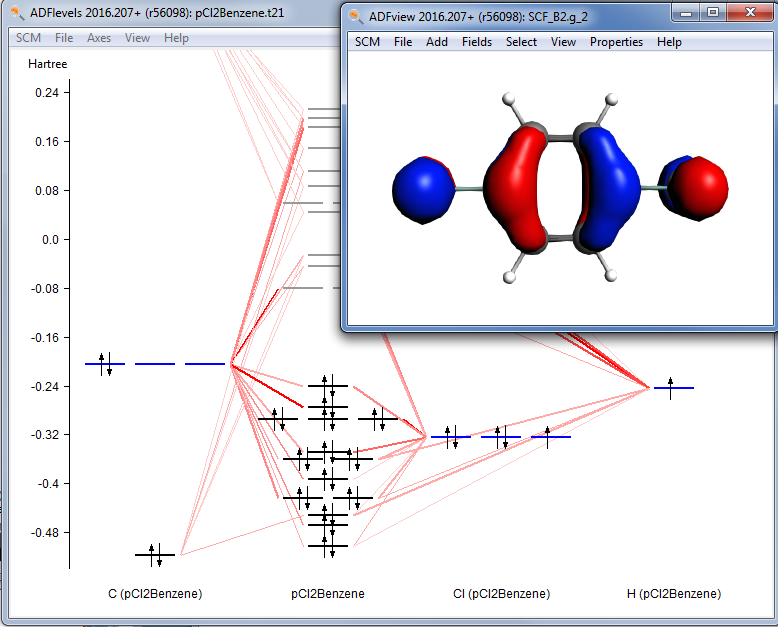 ADFlevels 2016.207+ (r56098): pCl2Benzene.t21
SCM File Axes View Help
ADFview 2016.207+ (r56098): SCF_B2.g_2
SCM File Add Fields Select View Properties Help
Hartree
0.24
0.16
0.08
0.0
-0.08
-0.16
-0.24
-0.32
-0.4
-0.48
C (pCl2Benzene) pCl2Benzene Cl (pCl2Benzene) H (pCl2Benzene)